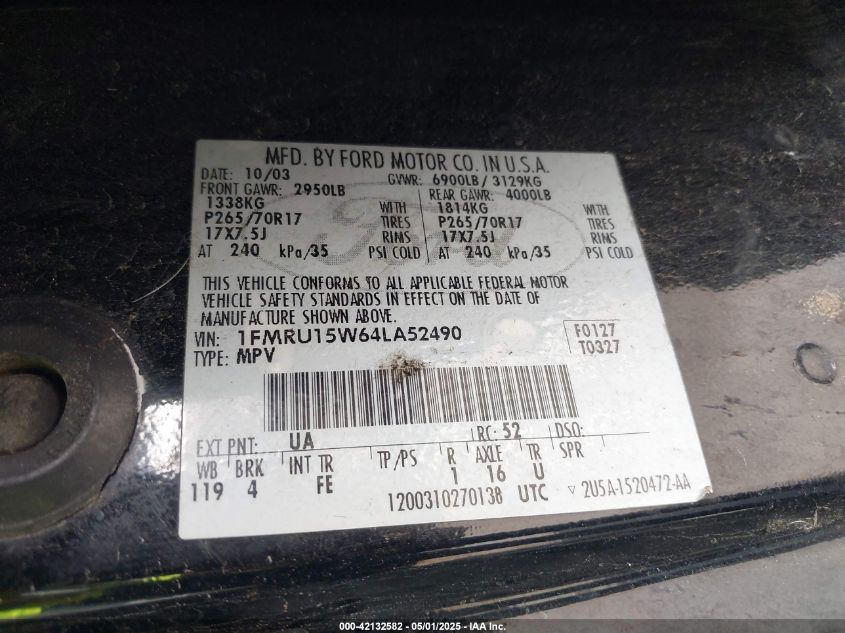 MFD. BY FORD MOTOR CO. IN U.S.A.
DATE: 10/03 GVWR: 6900LB / 3129KG
FRONT GAWR: 2950LB REAR GAWR: 4000LB
1338KG WITH 1814KG WITH
P265/70R17 TIRES P265/70R17 TIRES
17X7.5J RIMS 17X7.5J RIMS
AT 240 kPa/35 PSI COLD AT 240 kPa/35 PSI COLD
THIS VEHICLE CONFORMS TO ALL APPLICABLE FEDERAL MOTOR
VEHICLE SAFETY STANDARDS IN EFFECT ON THE DATE OF
MANUFACTURE SHOWN ABOVE.
VIN: 1FMRU15W64LA52490 F0127
TYPE: MPV T0327
EXT PNT: UA RC: 52 DSO:
WB BRK INT TR TP/PS R AXLE TR SPR
119 4 FE 1 16 U
1200310270138 UTC ▽ 2U5A-1520472-AA
000-42132582 - 05/01/2025 - IAA Inc.